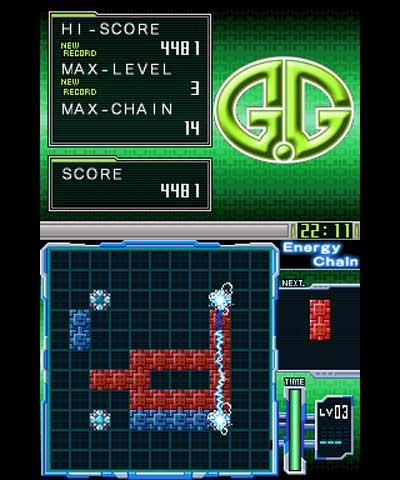 HI-SCORE
NEW
RECORD
4481
MAX-LEVEL
NEW
RECORD
3
MAX-CHAIN
14
G.G
SCORE
4481
22:11
Energy
Chain
NEXT
TIME
LV03